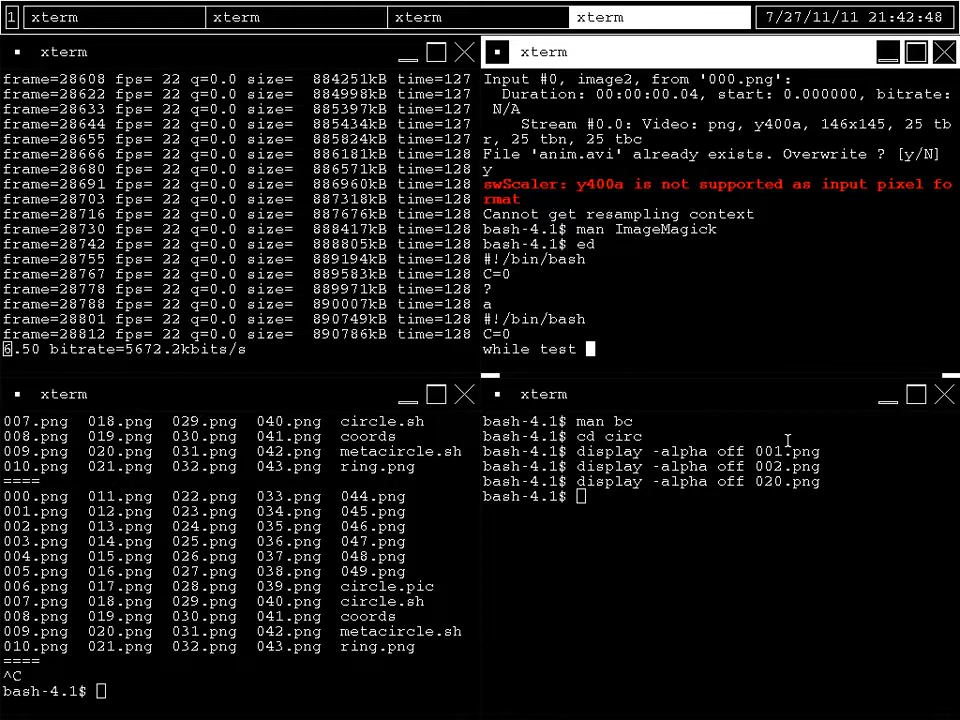 1 xterm xterm xterm xterm 7/27/11/11 21:42:48
xterm
frame=28608 fps= 22 q=0.0 size=  884251kB time=127
frame=28622 fps= 22 q=0.0 size=  884998kB time=127
frame=28633 fps= 22 q=0.0 size=  885397kB time=127
frame=28644 fps= 22 q=0.0 size=  885434kB time=127
frame=28655 fps= 22 q=0.0 size=  885824kB time=127
frame=28666 fps= 22 q=0.0 size=  886181kB time=127
frame=28680 fps= 22 q=0.0 size=  886571kB time=127
frame=28691 fps= 22 q=0.0 size=  886960kB time=128
frame=28703 fps= 22 q=0.0 size=  887318kB time=128
frame=28716 fps= 22 q=0.0 size=  887676kB time=128
frame=28730 fps= 22 q=0.0 size=  888417kB time=128
frame=28742 fps= 22 q=0.0 size=  888805kB time=128
frame=28755 fps= 22 q=0.0 size=  889194kB time=128
frame=28767 fps= 22 q=0.0 size=  889583kB time=128
frame=28778 fps= 22 q=0.0 size=  889971kB time=128
frame=28788 fps= 22 q=0.0 size=  890007kB time=128
frame=28801 fps= 22 q=0.0 size=  890749kB time=128
frame=28812 fps= 22 q=0.0 size=  890786kB time=128
6.50 bitrate=5672.2kbits/s
xterm
Input #0, image2, from '000.png':
  Duration: 00:00:00.04, start: 0.000000, bitrate:
 N/A
    Stream #0.0: Video: png, y400a, 146x145, 25 tb
r, 25 tbn, 25 tbc
File 'anim.avi' already exists. Overwrite ? [y/N]
y
swScaler: y400a is not supported as input pixel fo
rmat
Cannot get resampling context
bash-4.1$ man ImageMagick
bash-4.1$ ed
#!/bin/bash
C=0
?
a
#!/bin/bash
C=0
while test
xterm
007.png  018.png  029.png  040.png  circle.sh
008.png  019.png  030.png  041.png  coords
009.png  020.png  031.png  042.png  metacircle.sh
010.png  021.png  032.png  043.png  ring.png
====
000.png  011.png  022.png  033.png  044.png
001.png  012.png  023.png  034.png  045.png
002.png  013.png  024.png  035.png  046.png
003.png  014.png  025.png  036.png  047.png
004.png  015.png  026.png  037.png  048.png
005.png  016.png  027.png  038.png  049.png
006.png  017.png  028.png  039.png  circle.pic
007.png  018.png  029.png  040.png  circle.sh
008.png  019.png  030.png  041.png  coords
009.png  020.png  031.png  042.png  metacircle.sh
010.png  021.png  032.png  043.png  ring.png
====
^C
bash-4.1$
xterm
bash-4.1$ man bc
bash-4.1$ cd circ
bash-4.1$ display -alpha off 001.png
bash-4.1$ display -alpha off 002.png
bash-4.1$ display -alpha off 020.png
bash-4.1$